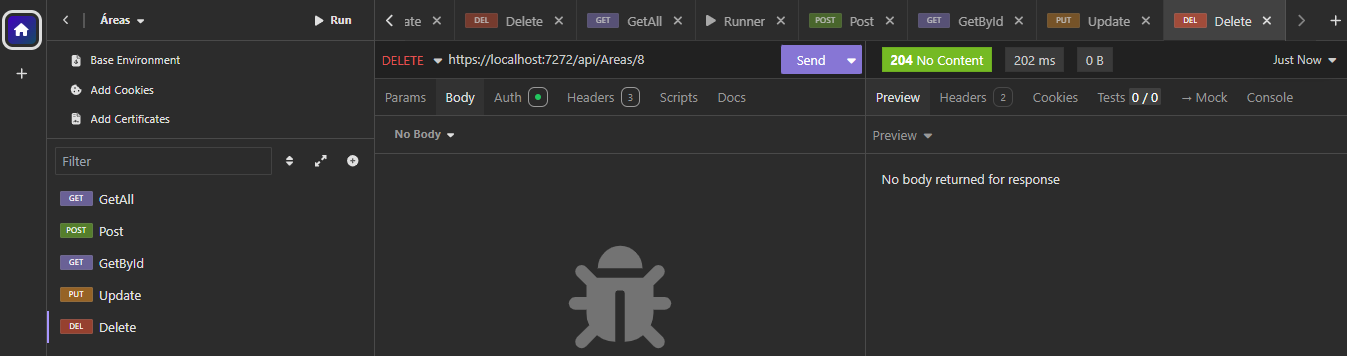 Áreas
Run
ate
DEL Delete
GET GetAll
Runner
POST Post
GET GetById
PUT Update
DEL Delete
Base Environment
Add Cookies
Add Certificates
Filter
GET GetAll
POST Post
GET GetById
PUT Update
DEL Delete
DELETE https://localhost:7272/api/Areas/8 Send
Params Body Auth Headers 3 Scripts Docs
No Body
204 No Content 202 ms 0 B Just Now
Preview Headers 2 Cookies Tests 0 / 0 → Mock Console
Preview
No body returned for response